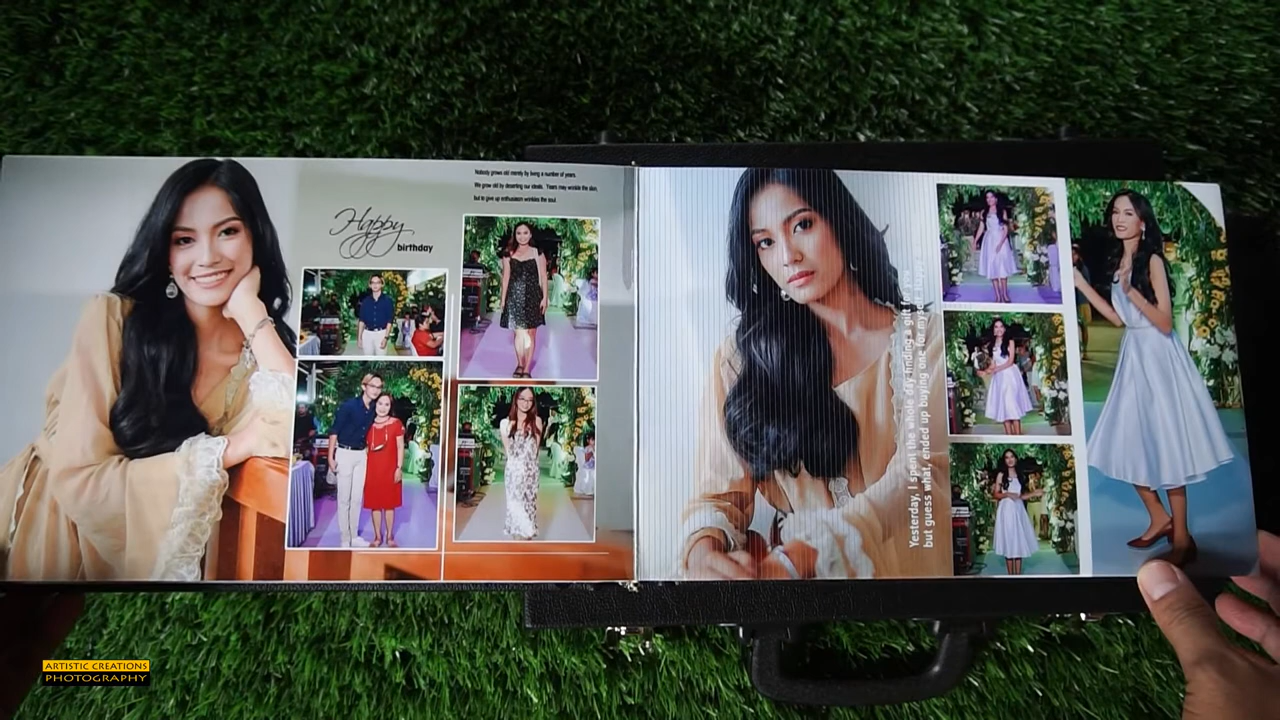 Nobody grows old merely by living a number of years.
We grow old by deserting our ideals. Years may wrinkle the skin,
but to give up enthusiasm wrinkles the soul.
Happy
birthday
Yesterday, I spent the whole day finding a gift for
but guess what, ended up buying one for myself.
ARTISTIC CREATIONS
PHOTOGRAPHY